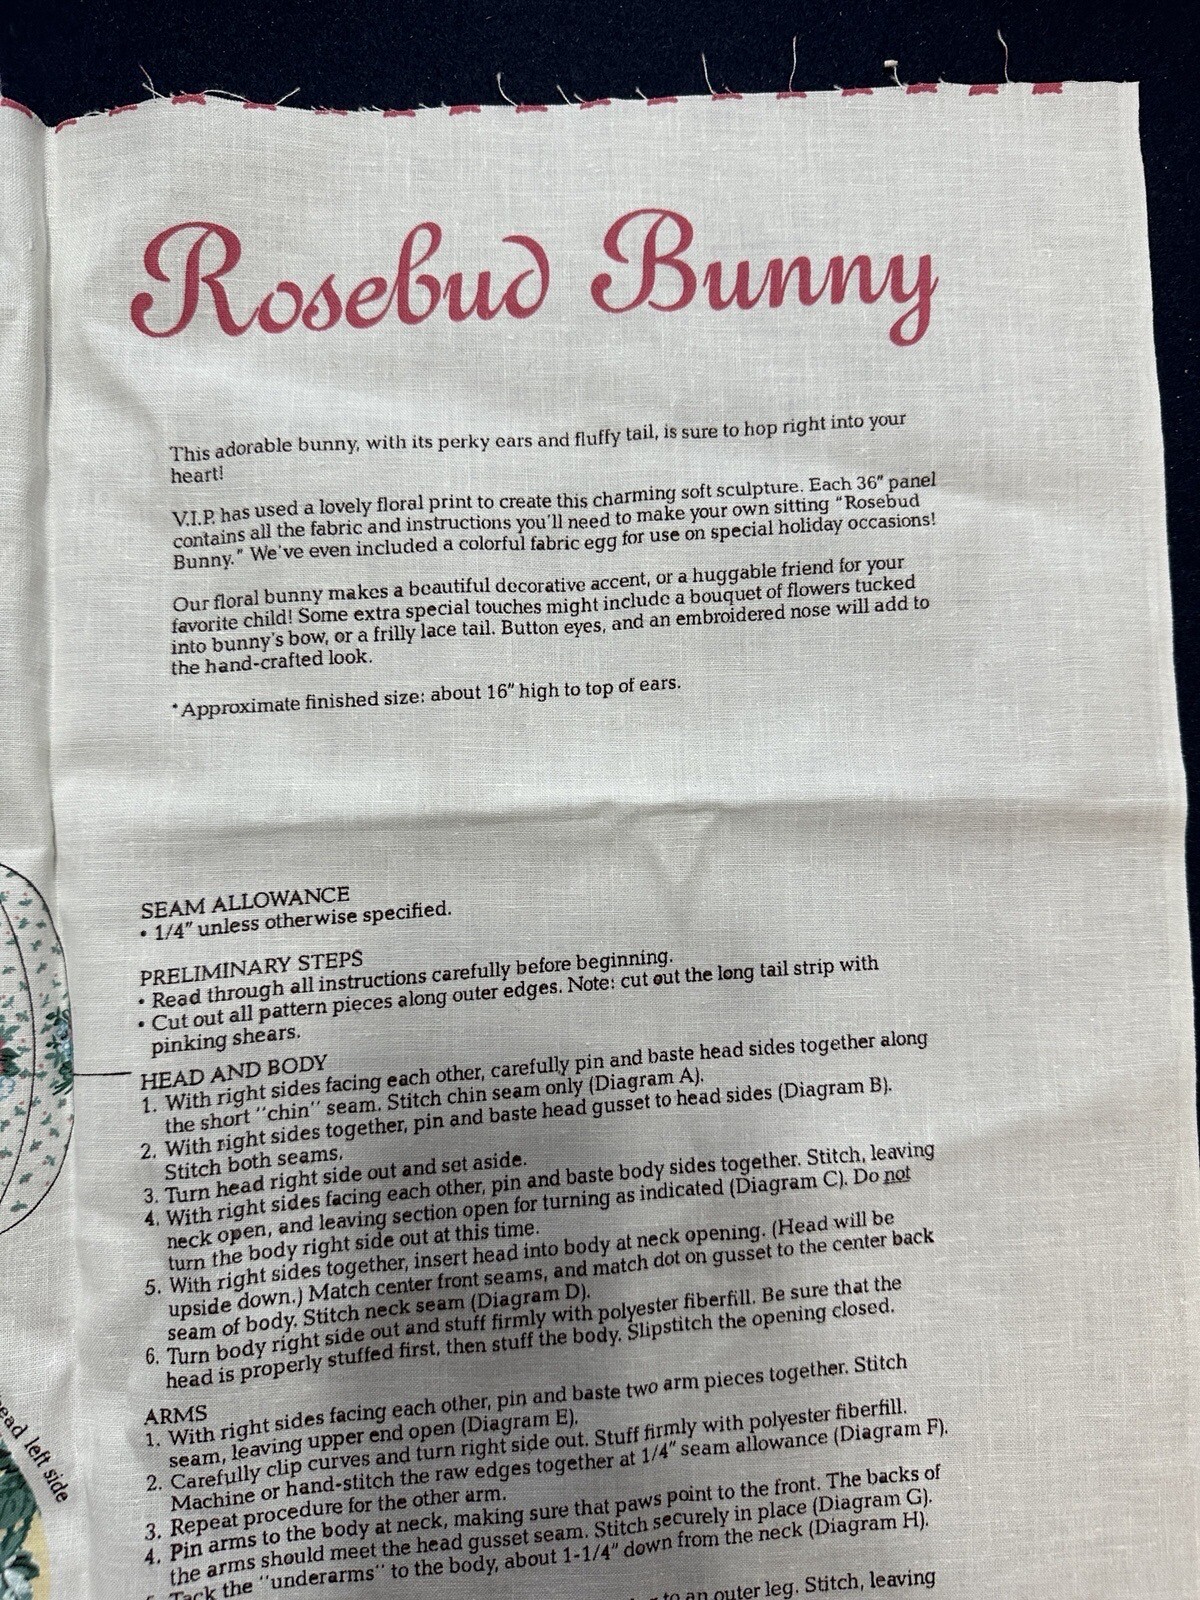 Rosebud Bunny
This adorable bunny, with its perky ears and fluffy tail, is sure to hop right into your
heart!
V.I.P. has used a lovely floral print to create this charming soft sculpture. Each 36" panel
contains all the fabric and instructions you'll need to make your own sitting "Rosebud
Bunny." We've even included a colorful fabric egg for use on special holiday occasions!
Our floral bunny makes a beautiful decorative accent, or a huggable friend for your
favorite child! Some extra special touches might include a bouquet of flowers tucked
into bunny's bow, or a frilly lace tail. Button eyes, and an embroidered nose will add to
the hand-crafted look.
*Approximate finished size: about 16" high to top of ears.
SEAM ALLOWANCE
• 1/4" unless otherwise specified.
PRELIMINARY STEPS
• Read through all instructions carefully before beginning.
• Cut out all pattern pieces along outer edges. Note: cut out the long tail strip with
pinking shears.
HEAD AND BODY
1. With right sides facing each other, carefully pin and baste head sides together along
the short "chin" seam. Stitch chin seam only (Diagram A).
2. With right sides together, pin and baste head gusset to head sides (Diagram B).
Stitch both seams.
3. Turn head right side out and set aside.
4. With right sides facing each other, pin and baste body sides together. Stitch, leaving
neck open, and leaving section open for turning as indicated (Diagram C). Do not
turn the body right side out at this time.
5. With right sides together, insert head into body at neck opening. (Head will be
upside down.) Match center front seams, and match dot on gusset to the center back
seam of body. Stitch neck seam (Diagram D).
6. Turn body right side out and stuff firmly with polyester fiberfill. Be sure that the
head is properly stuffed first, then stuff the body. Slipstitch the opening closed.
ARMS
1. With right sides facing each other, pin and baste two arm pieces together. Stitch
seam, leaving upper end open (Diagram E).
2. Carefully clip curves and turn right side out. Stuff firmly with polyester fiberfill.
Machine or hand-stitch the raw edges together at 1/4" seam allowance (Diagram F).
3. Repeat procedure for the other arm.
4. Pin arms to the body at neck, making sure that paws point to the front. The backs of
the arms should meet the head gusset seam. Stitch securely in place (Diagram G).
Tack the "underarms" to the body, about 1-1/4" down from the neck (Diagram H).
to an outer leg. Stitch, leaving
left side